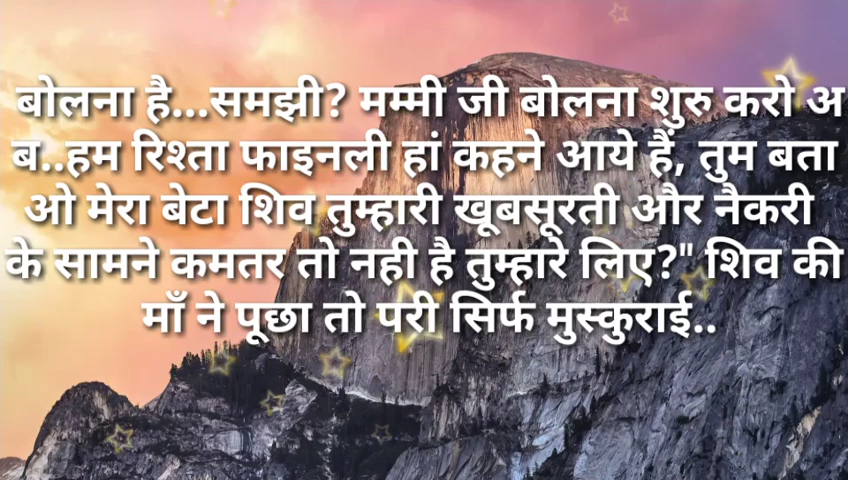 बोलना है...समझी? मम्मी जी बोलना शुरु करो अ
ब..हम रिश्ता फाइनली हां कहने आये हैं, तुम बता
ओ मेरा बेटा शिव तुम्हारी खूबसूरती और नैकरी
के सामने कमतर तो नही है तुम्हारे लिए?" शिव की
माँ ने पूछा तो परी सिर्फ मुस्कुराई..